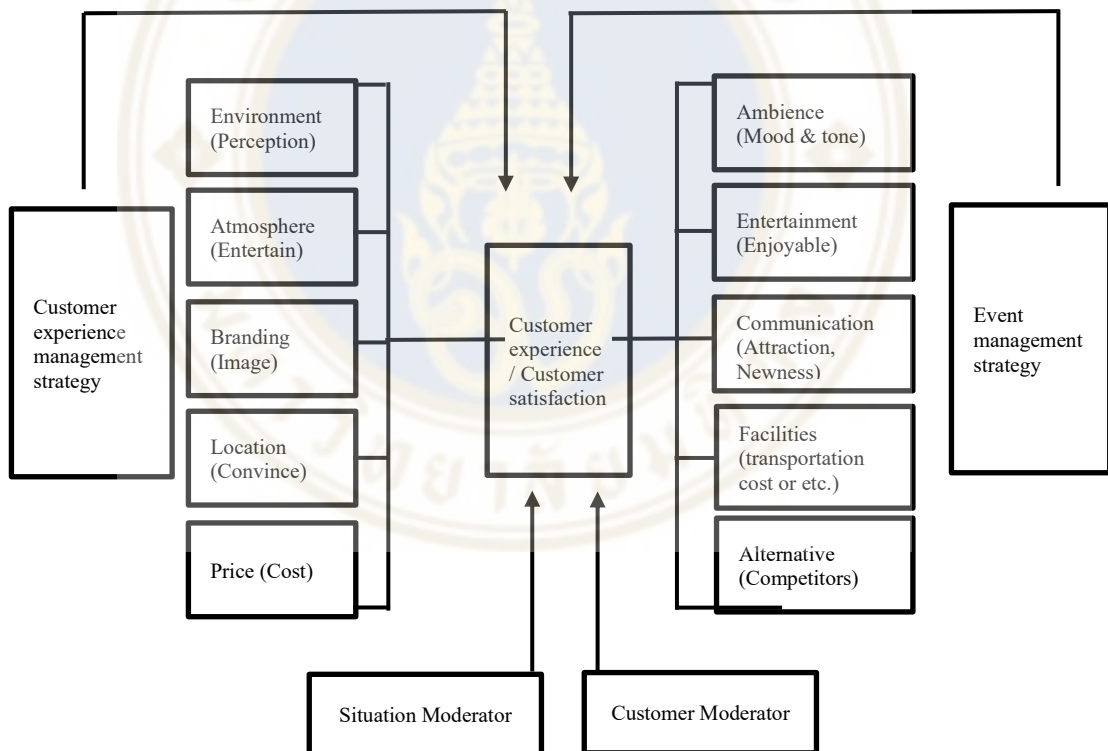 Environment
(Perception)
Atmosphere
(Entertain)
Branding
(Image)
Location
(Convince)
Price (Cost)
Customer
experience
management
strategy
Customer
experience
/ Customer
satisfaction
Ambience
(Mood & tone)
Entertainment
(Enjoyable)
Communication
(Attraction,
Newness)
Facilities
(transportation
cost or etc.)
Alternative
(Competitors)
Event
management
strategy
Situation Moderator
Customer Moderator